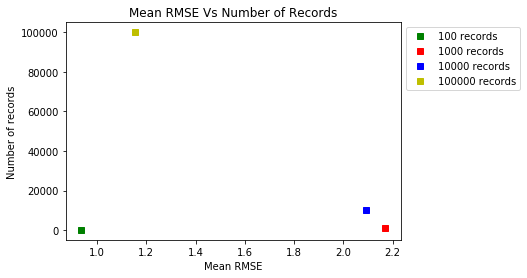 Mean RMSE Vs Number of Records
100000
80000
60000
40000
20000
0
Number of records
1.0 1.2 1.4 1.6 1.8 2.0 2.2
Mean RMSE
100 records
1000 records
10000 records
100000 records